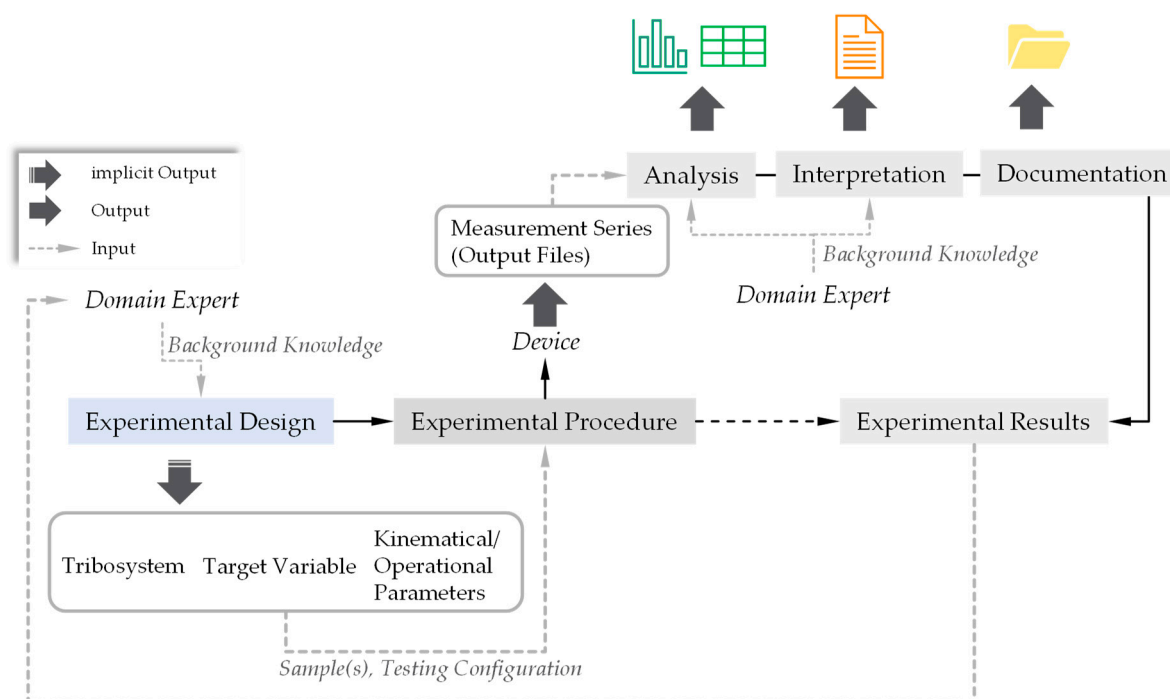 implicit Output
Output
Input
Analysis
Interpretation
Documentation
Measurement Series
(Output Files)
Background Knowledge
Domain Expert
Domain Expert
Background Knowledge
Device
Experimental Design
Experimental Procedure
Experimental Results
Tribosystem
Target Variable
Kinematical/
Operational
Parameters
Sample(s), Testing Configuration